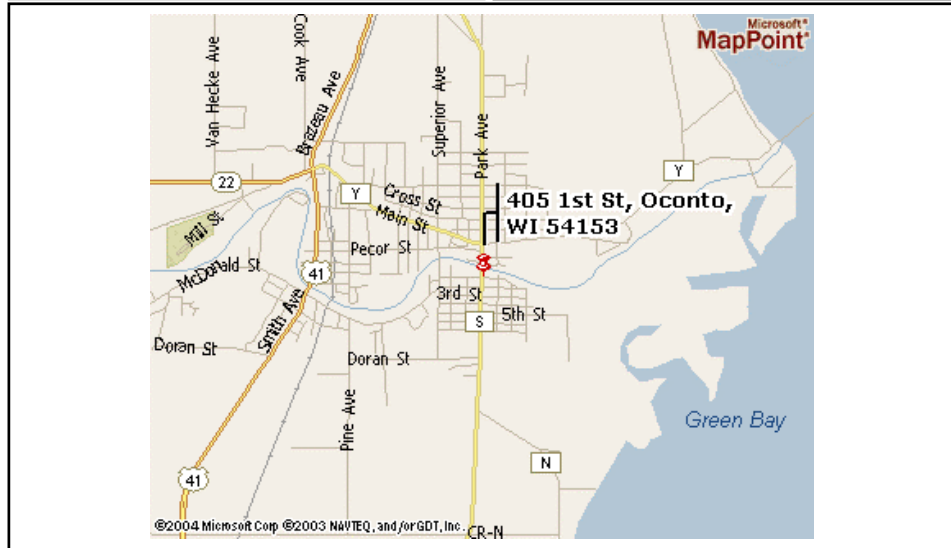 Microsoft®
MapPoint®
Van Hecke Ave
Cook Ave
Brazeau Ave
Superior Ave
Park Ave
22
Y
Y
Cross St
Main St
405 1st St, Oconto,
WI 54153
Mill St
Pecor St
McDonald St
41
3rd St
5th St
Smith Ave
S
Doran St
Doran St
Pine Ave
Green Bay
N
41
©2004 Microsoft Corp ©2003 NAVTEQ, and/or GDT, Inc.
CR-N